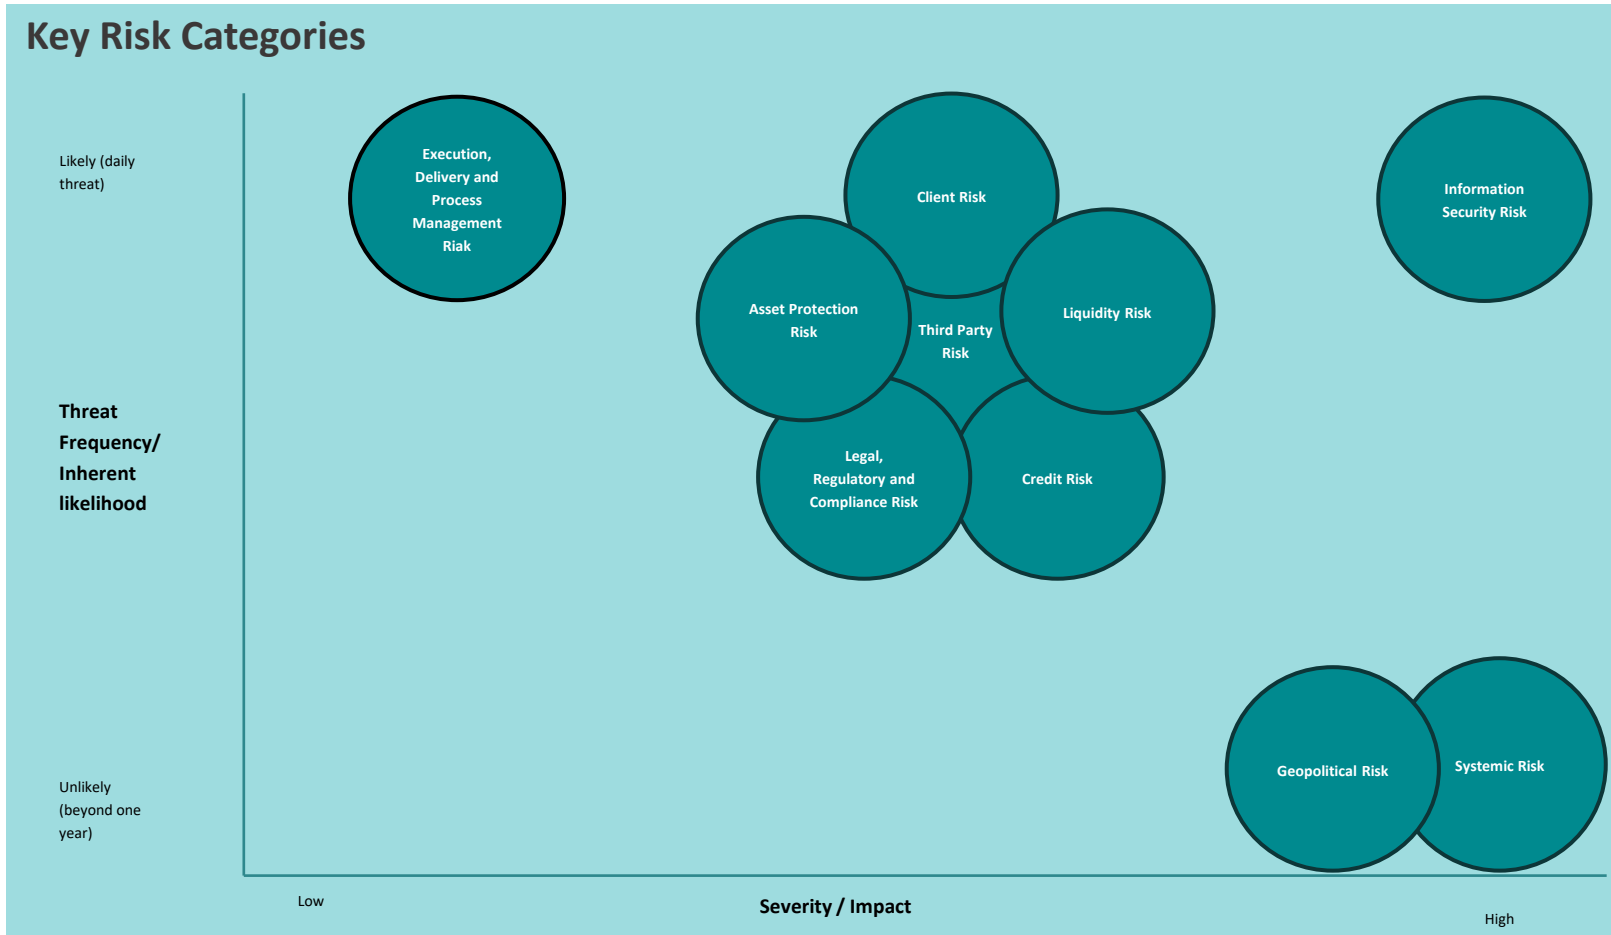 Key Risk Categories
Likely (daily
threat)
Execution,
Delivery and
Process
Management
Riak
Client Risk
Information
Security Risk
Asset Protection
Risk
Third Party
Risk
Liquidity Risk
Threat
Frequency/
Inherent
likelihood
Legal,
Regulatory and
Compliance Risk
Credit Risk
Geopolitical Risk
Systemic Risk
Unlikely
(beyond one
year)
Low
Severity / Impact
High